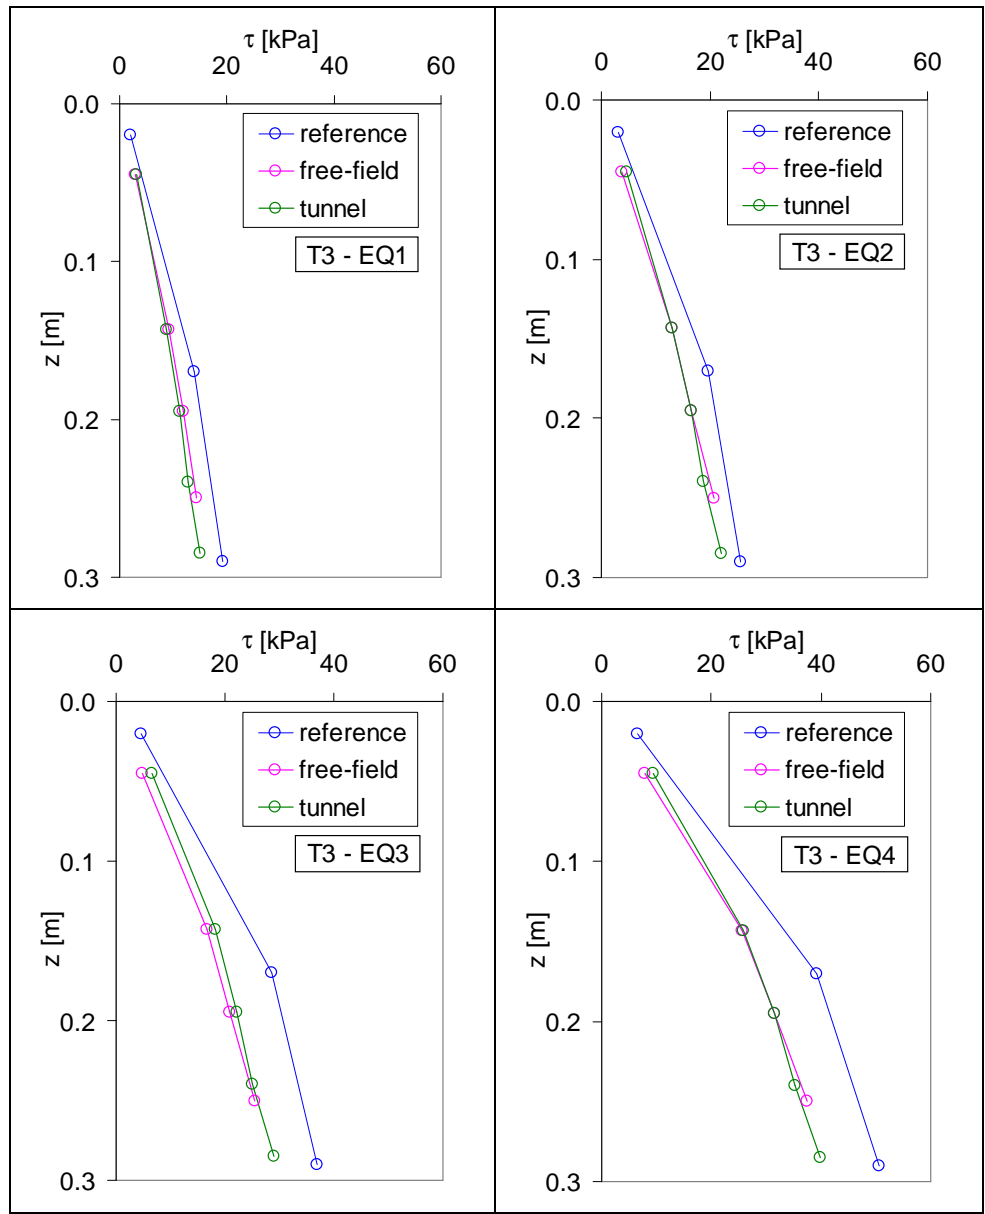 τ [kPa]
0 20 40 60
0.0
0.1
0.2
0.3
z [m]
reference
free-field
tunnel
T3 - EQ1
τ [kPa]
0 20 40 60
0.0
0.1
0.2
0.3
z [m]
reference
free-field
tunnel
T3 - EQ2
τ [kPa]
0 20 40 60
0.0
0.1
0.2
0.3
z [m]
reference
free-field
tunnel
T3 - EQ3
τ [kPa]
0 20 40 60
0.0
0.1
0.2
0.3
z [m]
reference
free-field
tunnel
T3 - EQ4